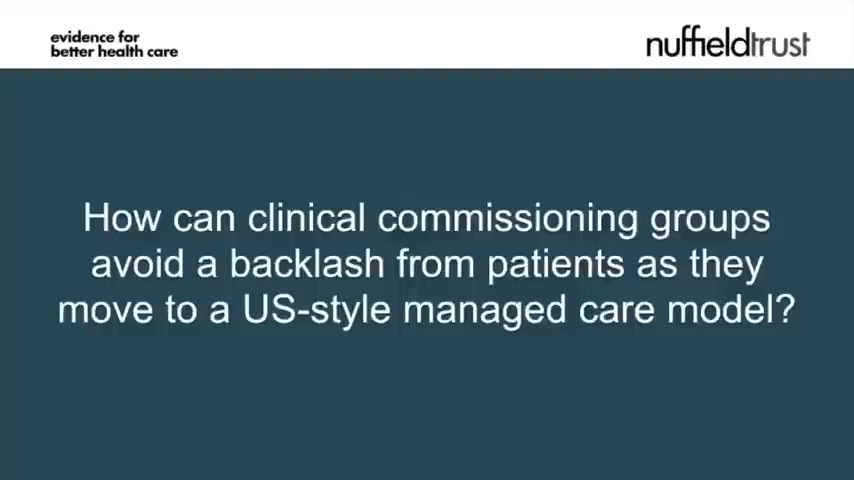 evidence for
better health care
nuffieldtrust
How can clinical commissioning groups
avoid a backlash from patients as they
move to a US-style managed care model?